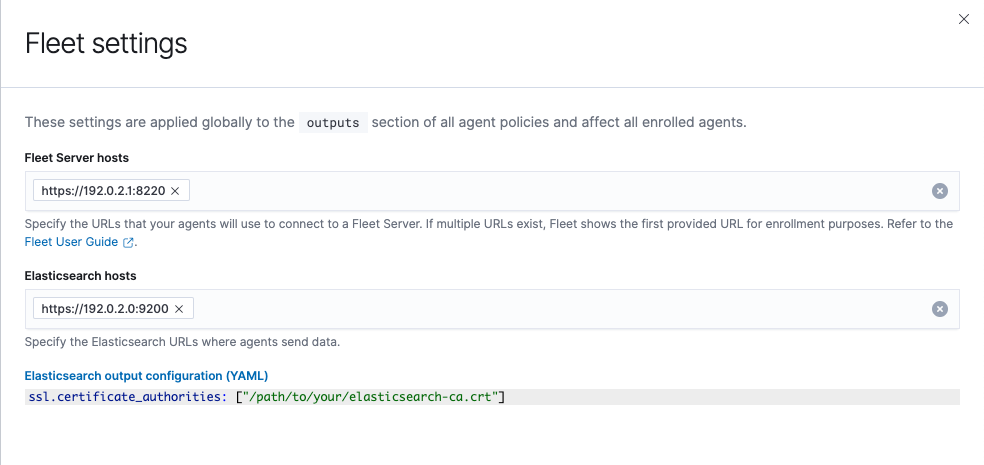 Fleet settings
These settings are applied globally to the outputs section of all agent policies and affect all enrolled agents.
Fleet Server hosts
https://192.0.2.1:8220
Specify the URLs that your agents will use to connect to a Fleet Server. If multiple URLs exist, Fleet shows the first provided URL for enrollment purposes. Refer to the
Fleet User Guide.
Elasticsearch hosts
https://192.0.2.0:9200
Specify the Elasticsearch URLs where agents send data.
Elasticsearch output configuration (YAML)
ssl.certificate_authorities: ["/path/to/your/elasticsearch-ca.crt"]